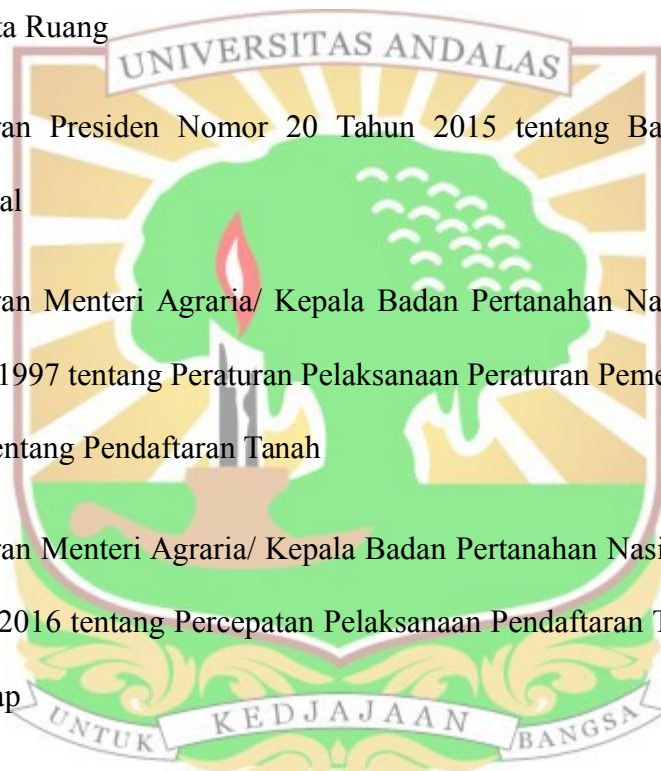 ta Ruang
UNIVERSITAS ANDALAS
ran Presiden Nomor 20 Tahun 2015 tentang Ba
al
ran Menteri Agraria/ Kepala Badan Pertanahan Na
1997 tentang Peraturan Pelaksanaan Peraturan Peme
entang Pendaftaran Tanah
ran Menteri Agraria/ Kepala Badan Pertanahan Nasi
2016 tentang Percepatan Pelaksanaan Pendaftaran T
ap
UNTUK KEDJAJAAN BANGSA